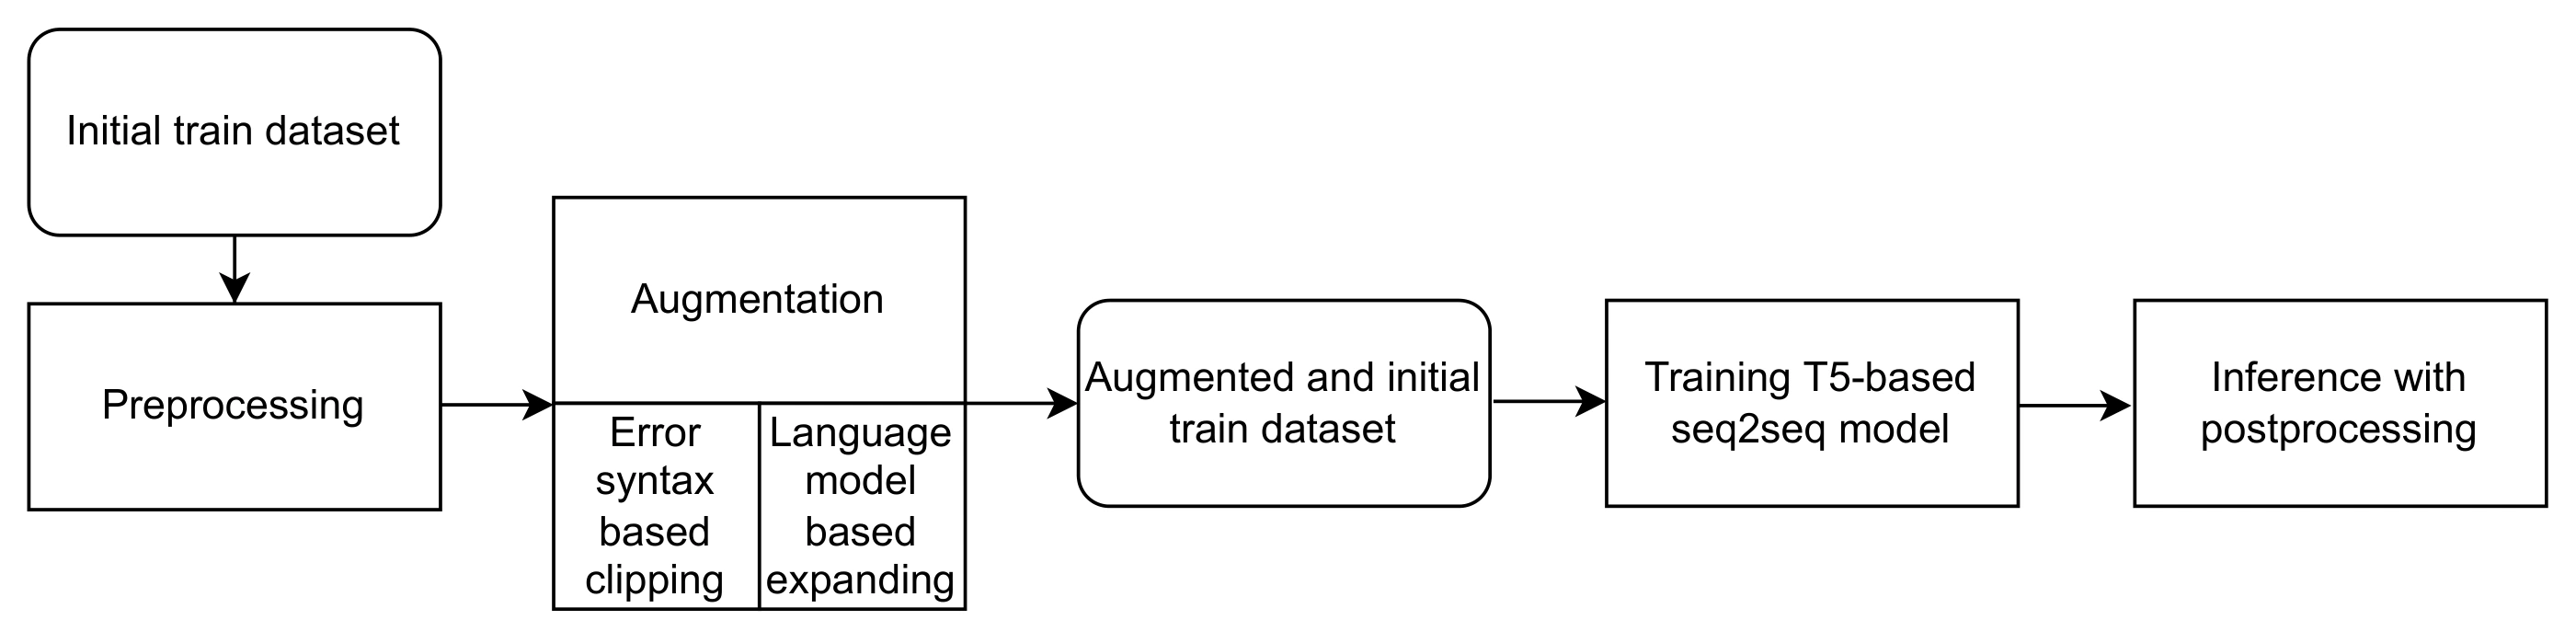 Initial train dataset
Preprocessing
Augmentation
Error
syntax
based
clipping
Language
model
based
expanding
Augmented and initial
train dataset
Training T5-based
seq2seq model
Inference with
postprocessing